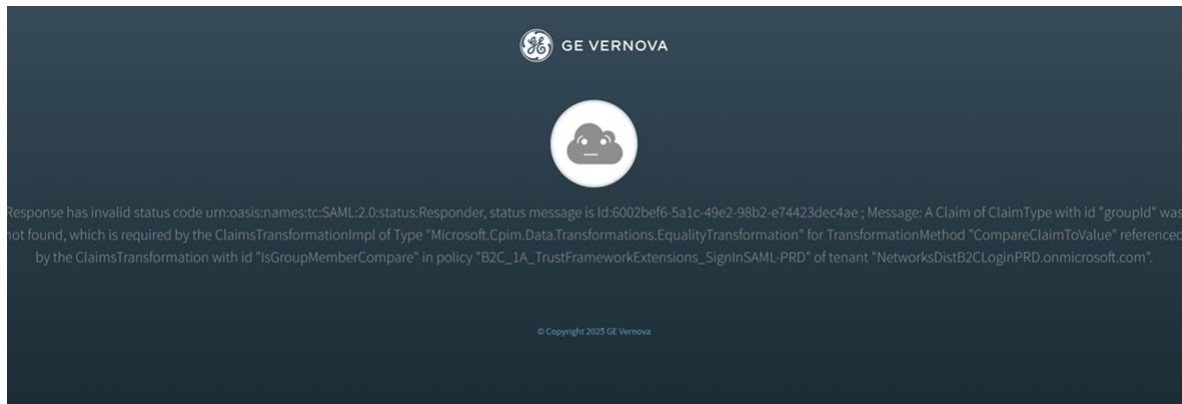 GE VERNOVA
Response has invalid status code urn:oasis:names:tc:SAML:2.0:status:Responder, status message is Id:6002bef6-5a1c-49e2-98b2-e74423dec4ae ; Message: A Claim of ClaimType with id "groupId" was
not found, which is required by the ClaimsTransformationImpl of Type "Microsoft.Cpim.Data.Transformations.EqualityTransformation" for TransformationMethod "CompareClaimToValue" referenced
by the ClaimsTransformation with id "IsGroupMemberCompare" in policy "B2C_1A_TrustFrameworkExtensions_SignInSAML-PRD" of tenant "NetworksDistB2CLoginPRD.onmicrosoft.com".
© Copyright 2025 GE Vernova